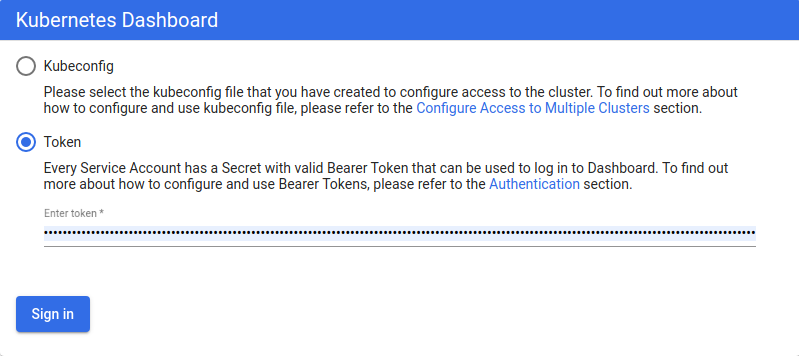 Kubernetes Dashboard
Kubeconfig
Please select the kubeconfig file that you have created to configure access to the cluster. To find out more about
how to configure and use kubeconfig file, please refer to the Configure Access to Multiple Clusters section.
Token
Every Service Account has a Secret with valid Bearer Token that can be used to log in to Dashboard. To find out
more about how to configure and use Bearer Tokens, please refer to the Authentication section.
Enter token *
Sign in